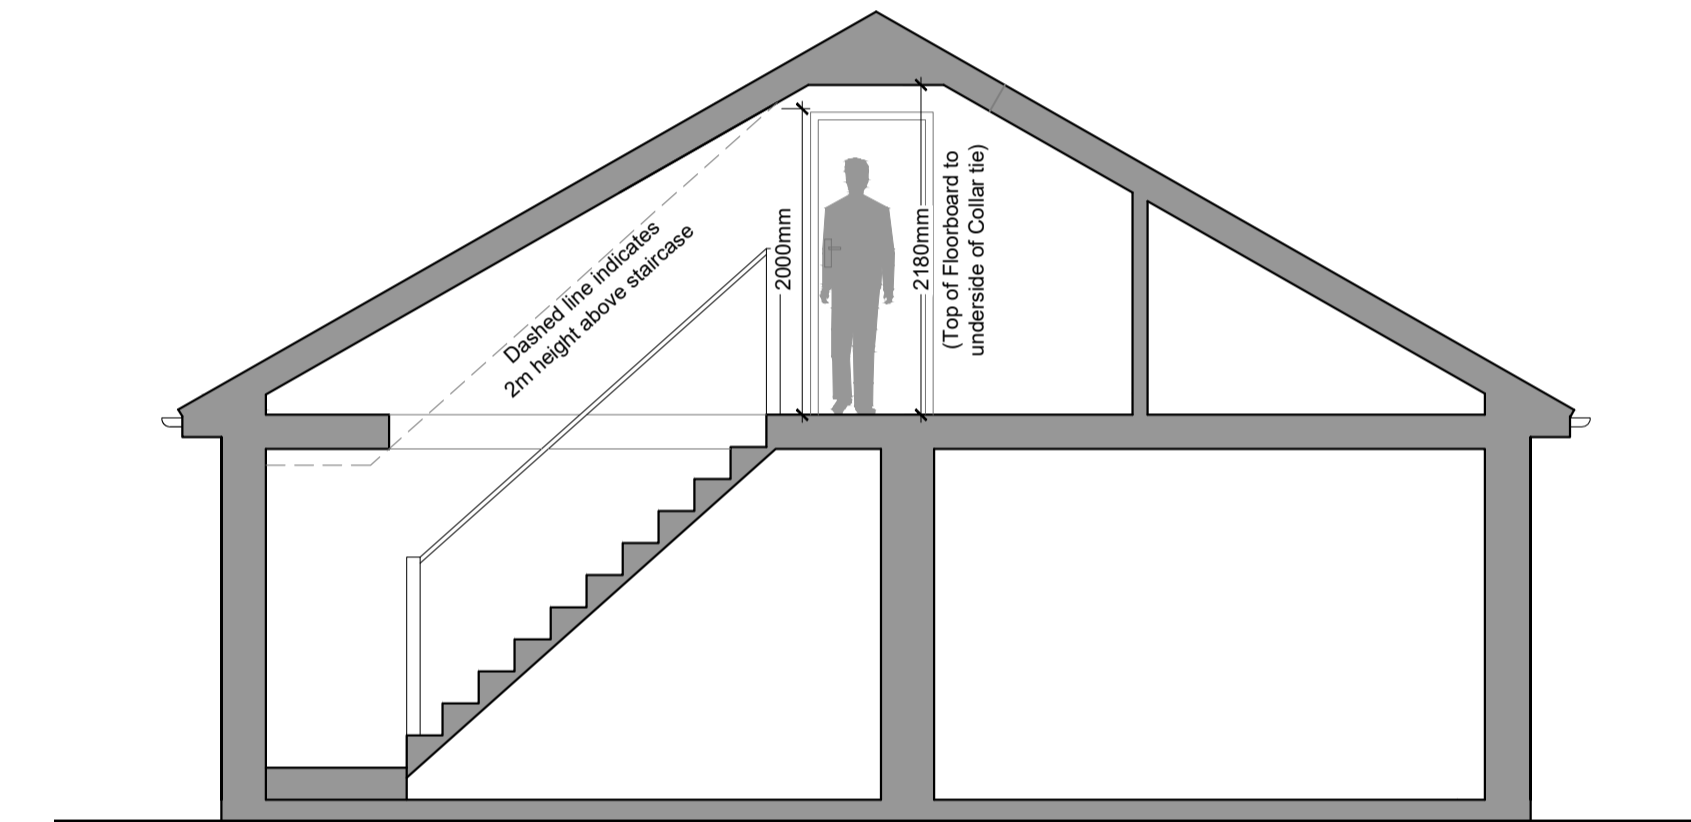 Dashed line indicates
2m height above staircase
2000mm
2180mm
(Top of Floorboard to
underside of Collar tie)